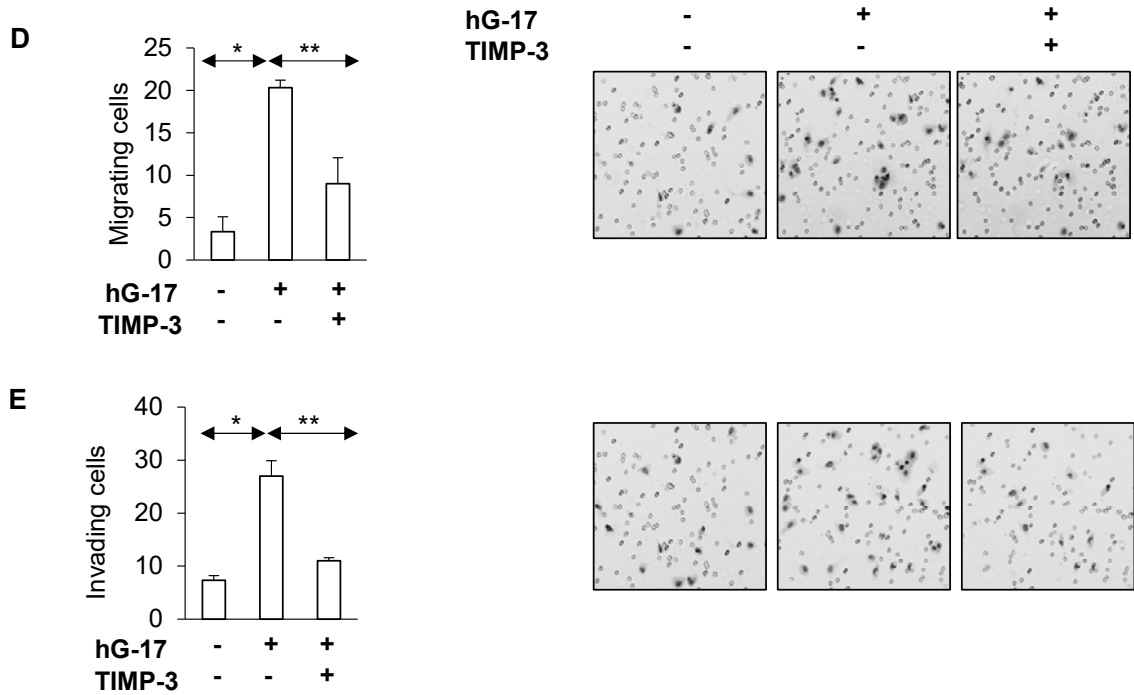 D
Migrating cells
25
20
15
10
5
0
* **
hG-17 - + +
TIMP-3 - - +
hG-17 - + +
TIMP-3 - - +
E
Invading cells
40
30
20
10
0
* **
hG-17 - + +
TIMP-3 - - +